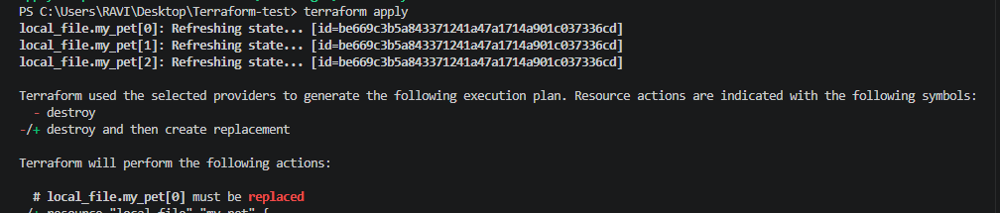 PS C:\Users\RAVI\Desktop\Terraform-test> terraform apply
local_file.my_pet[0]: Refreshing state... [id=be669c3b5a843371241a47a1714a901c037336cd]
local_file.my_pet[1]: Refreshing state... [id=be669c3b5a843371241a47a1714a901c037336cd]
local_file.my_pet[2]: Refreshing state... [id=be669c3b5a843371241a47a1714a901c037336cd]
Terraform used the selected providers to generate the following execution plan. Resource actions are indicated with the following symbols:
- destroy
-/+ destroy and then create replacement
Terraform will perform the following actions:
# local_file.my_pet[0] must be replaced
-/+ resource "local_file" "my_pet" {